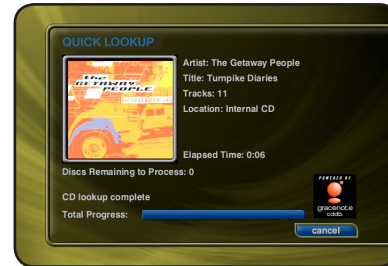 QUICK LOOKUP
the
GETAWAY
PEOPLE
Artist: The Getaway People
Title: Turnpike Diaries
Tracks: 11
Location: Internal CD
Elapsed Time: 0:06
Discs Remaining to Process: 0
CD lookup complete
Total Progress:
POWERED BY
gracenote
cddb.
cancel